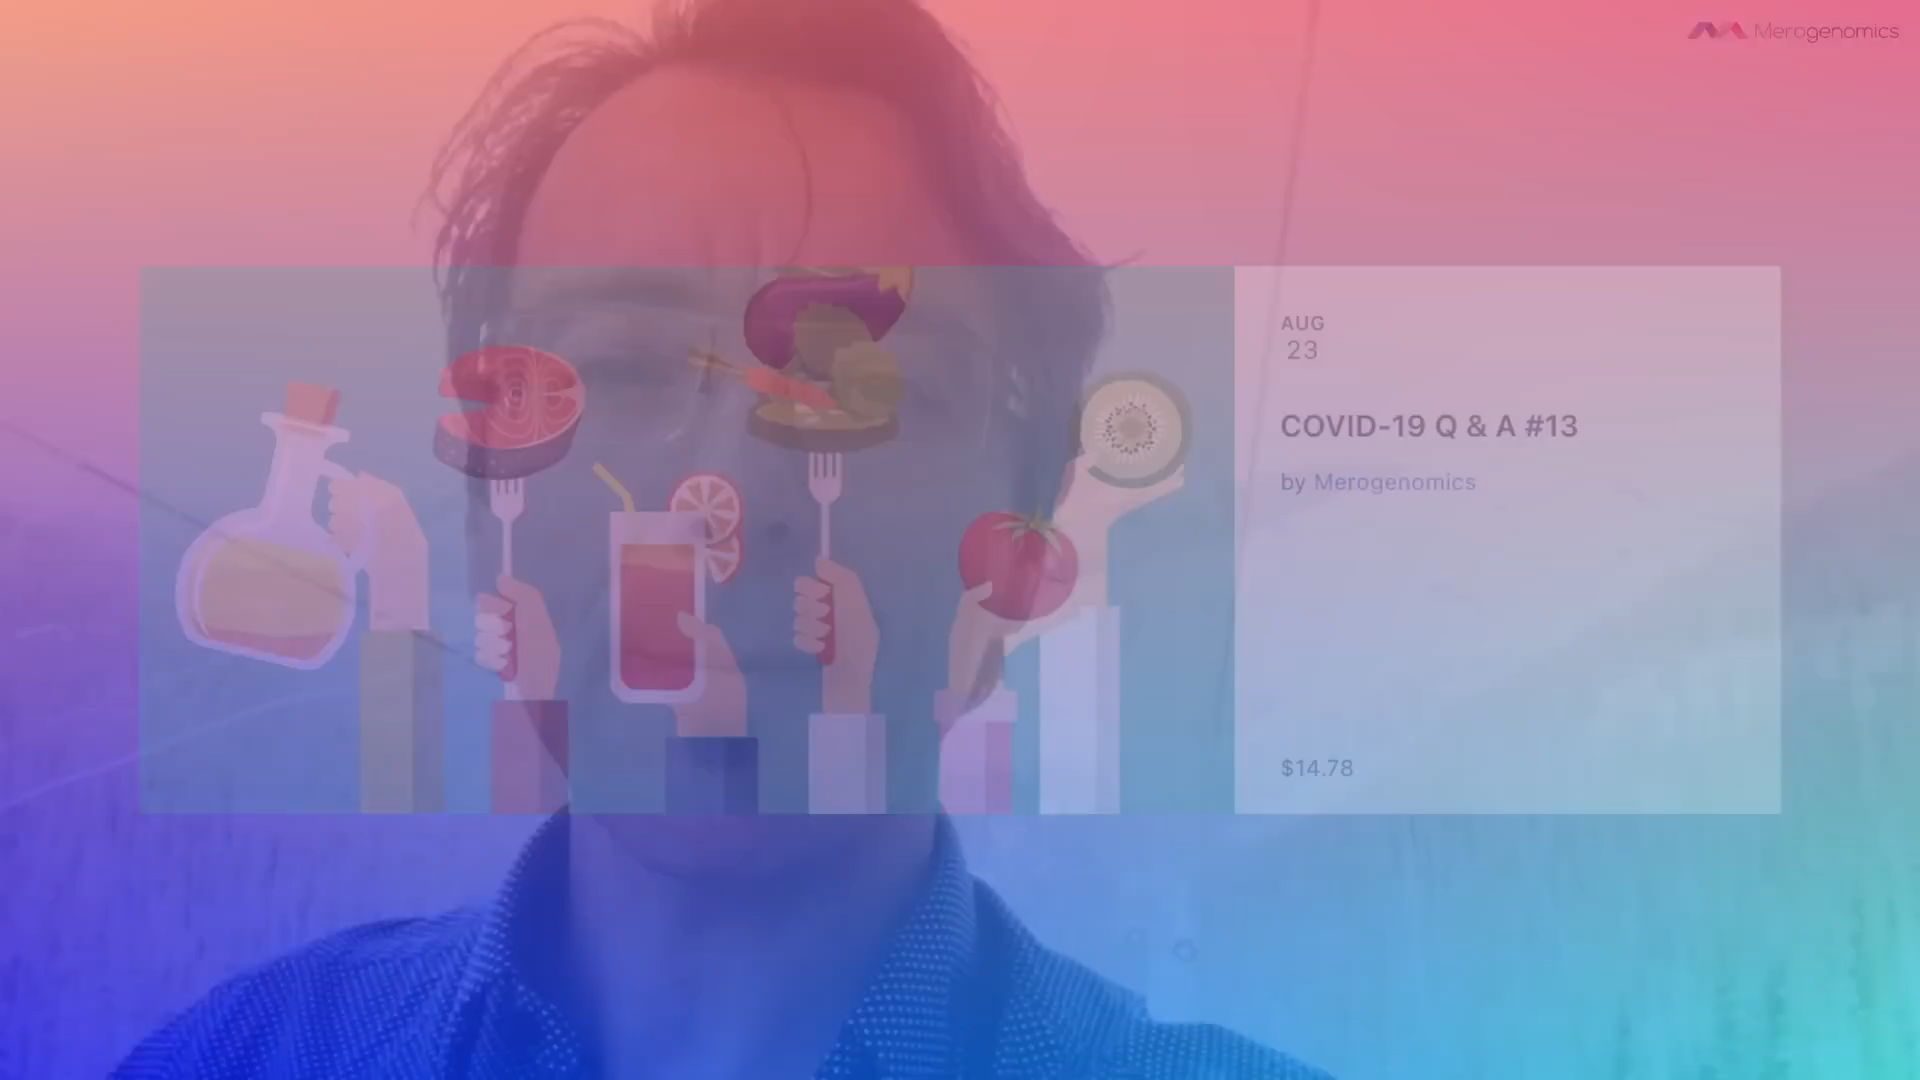 Merogenomics
AUG
23
COVID-19 Q & A #13
by Merogenomics
$14.78